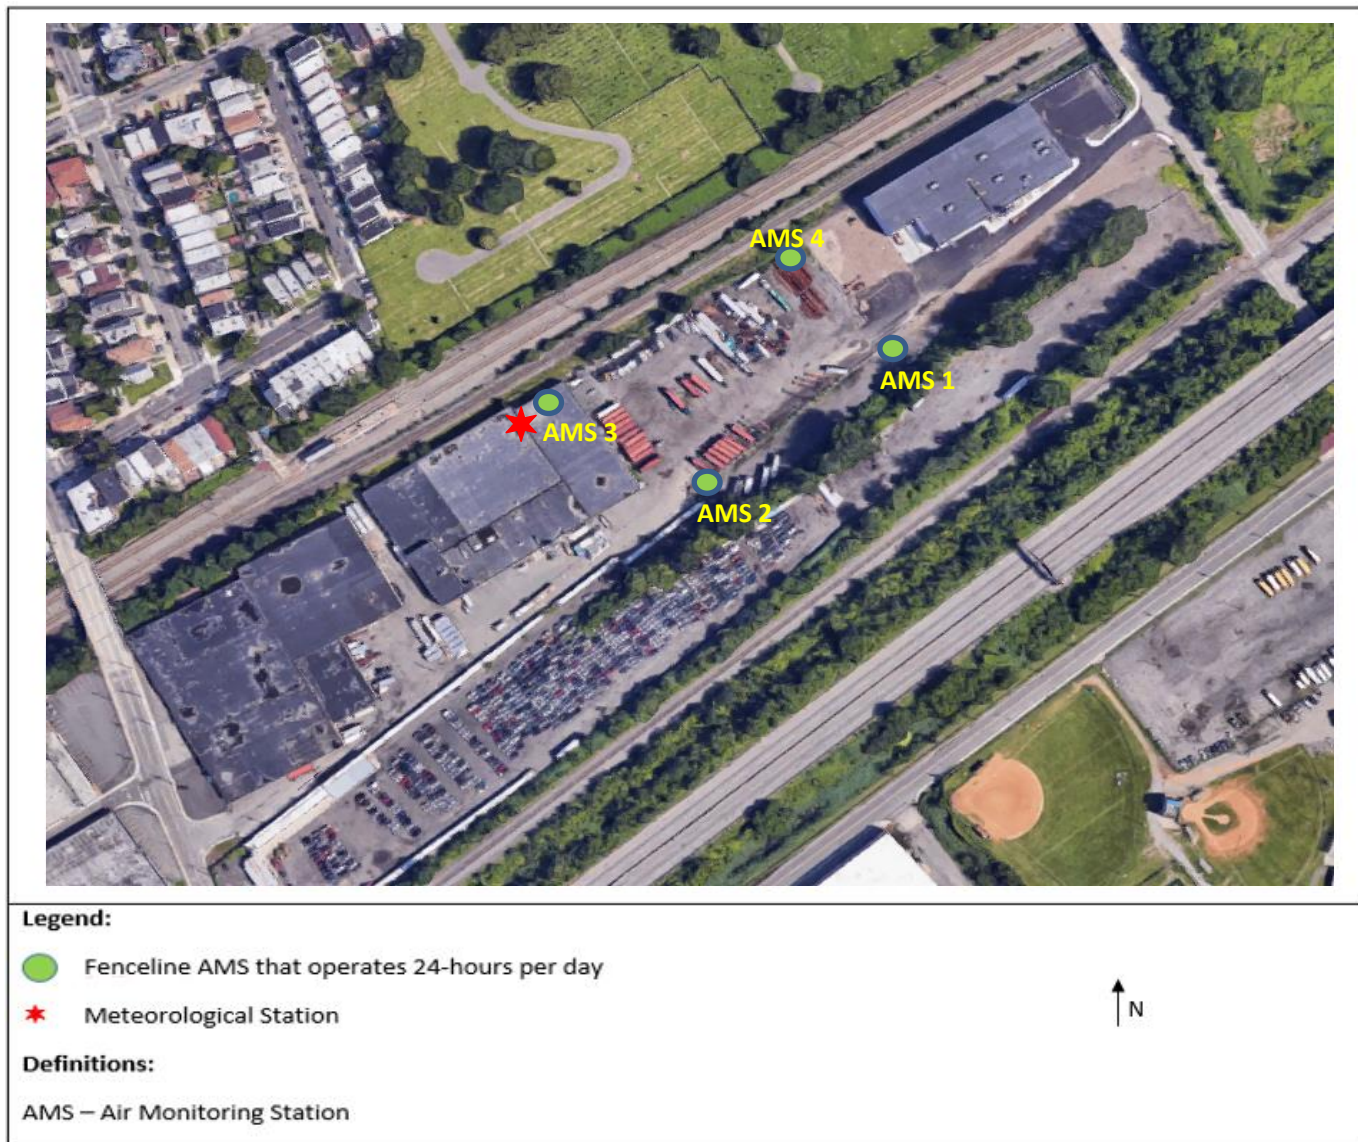 AMS 4
AMS 1
AMS 3
AMS 2
Legend:
Fenceline AMS that operates 24-hours per day
Meteorological Station
N
Definitions:
AMS – Air Monitoring Station